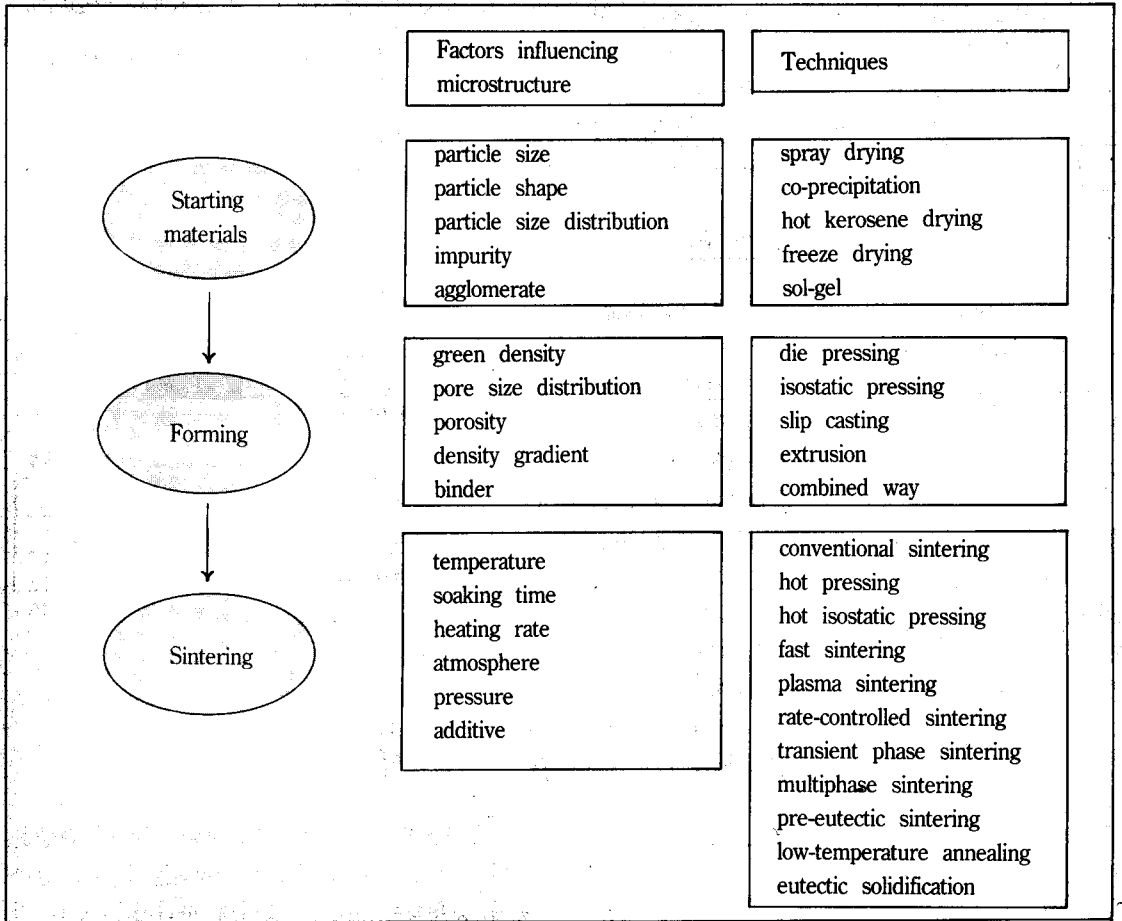 Factors influencing
microstructure
Techniques
Starting
materials
particle size
particle shape
particle size distribution
impurity
agglomerate
spray drying
co-precipitation
hot kerosene drying
freeze drying
sol-gel
Forming
green density
pore size distribution
porosity
density gradient
binder
die pressing
isostatic pressing
slip casting
extrusion
combined way
Sintering
temperature
soaking time
heating rate
atmosphere
pressure
additive
conventional sintering
hot pressing
hot isostatic pressing
fast sintering
plasma sintering
rate-controlled sintering
transient phase sintering
multiphase sintering
pre-eutectic sintering
low-temperature annealing
eutectic solidification